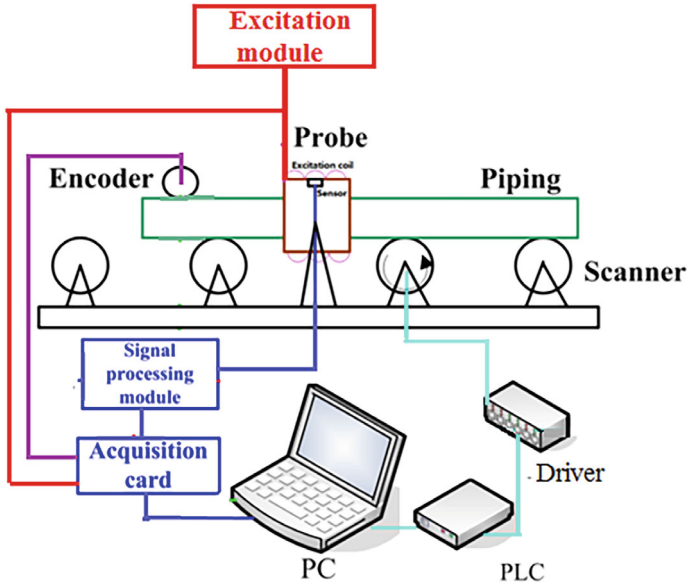 Excitation
module
Probe
Excitation coil
Encoder
Sensor
Piping
Scanner
Signal
processing
module
Acquisition
card
Driver
PC
PLC